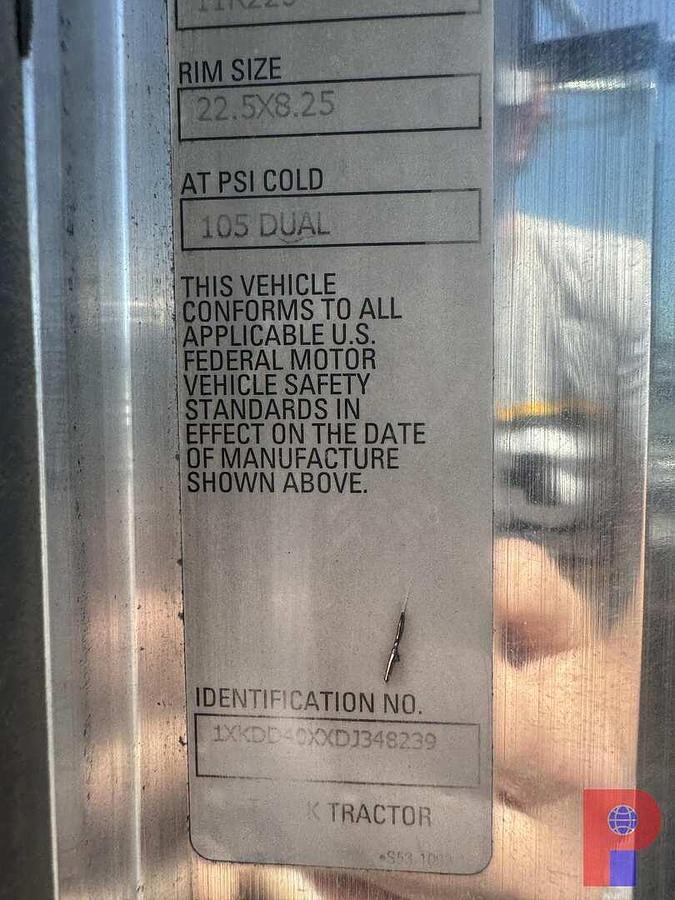 11R225
RIM SIZE
22.5X8.25
AT PSI COLD
105 DUAL
THIS VEHICLE
CONFORMS TO ALL
APPLICABLE U.S.
FEDERAL MOTOR
VEHICLE SAFETY
STANDARDS IN
EFFECT ON THE DATE
OF MANUFACTURE
SHOWN ABOVE.
IDENTIFICATION NO.
1XKDD40XXDJ348239
K TRACTOR